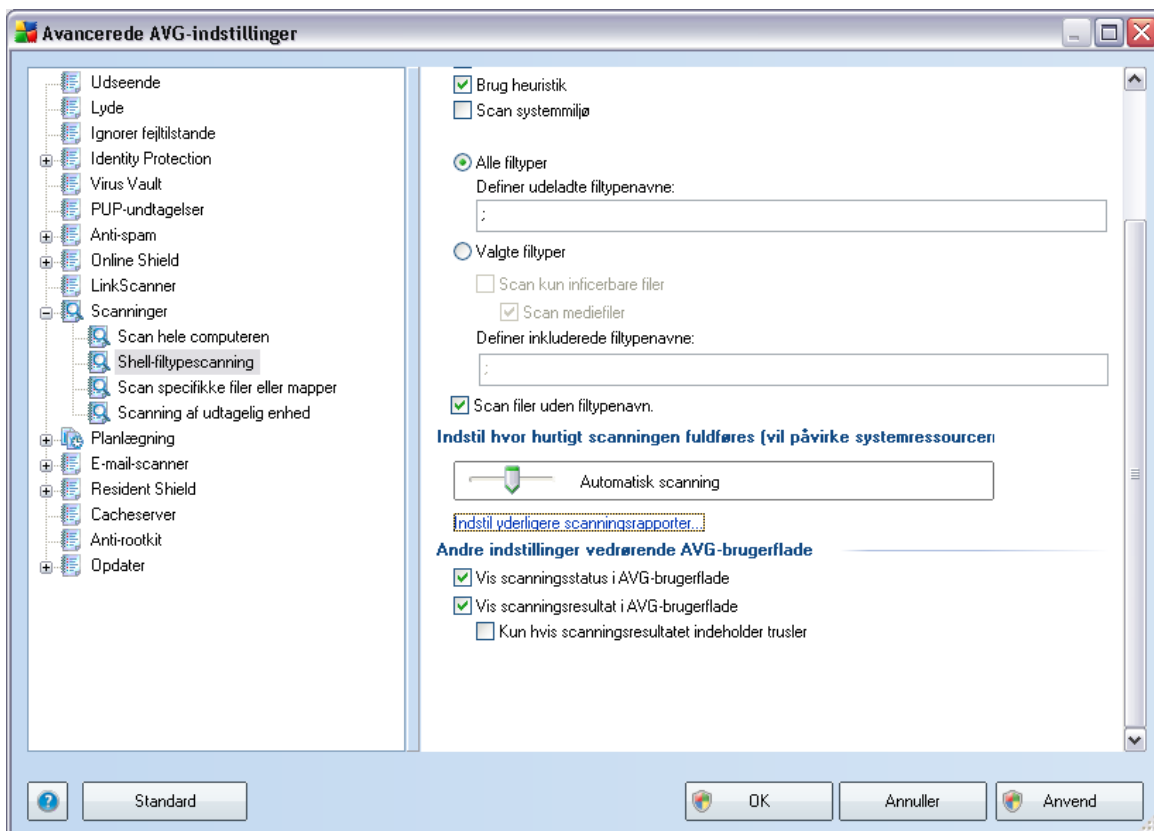 Avancerede AVG-indstillinger
Udseende
Lyde
Ignorer fejltilstande
Identity Protection
Virus Vault
PUP-undtagelser
Anti-spam
Online Shield
LinkScanner
Scanninger
Scan hele computeren
Shell-filtypescanning
Scan specifikke filer eller mapper
Scanning af udtagelig enhed
Planlægning
E-mail-scanner
Resident Shield
Cacheserver
Anti-rootkit
Opdater
Brug heuristik
Scan systemmiljø
Alle filtyper
Definer udeladte filtypenavne:
;
Valgte filtyper
Scan kun inficerbare filer
Scan mediefiler
Definer inkluderede filtypenavne:
;
Scan filer uden filtypenavn.
Indstil hvor hurtigt scanningen fuldføres (vil påvirke systemressourcen
Automatisk scanning
Indstil yderligere scanningsrapporter...
Andre indstillinger vedrørende AVG-brugerflade
Vis scanningsstatus i AVG-brugerflade
Vis scanningsresultat i AVG-brugerflade
Kun hvis scanningsresultatet indeholder trusler
Standard
OK
Annuller
Anvend